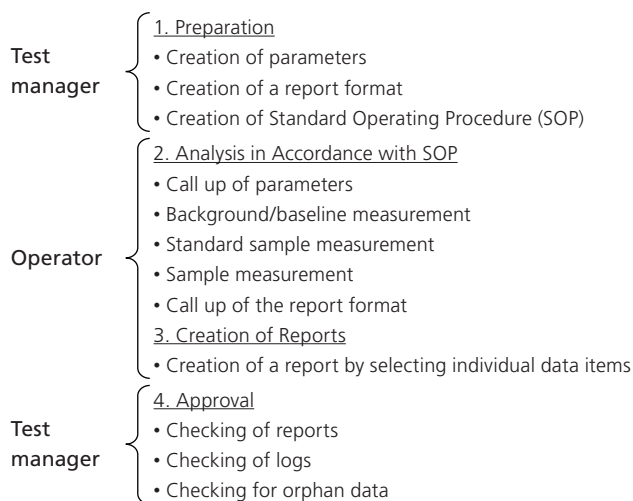 Test
manager
1. Preparation
• Creation of parameters
• Creation of a report format
• Creation of Standard Operating Procedure (SOP)
Operator
2. Analysis in Accordance with SOP
• Call up of parameters
• Background/baseline measurement
• Standard sample measurement
• Sample measurement
• Call up of the report format
3. Creation of Reports
• Creation of a report by selecting individual data items
Test
manager
4. Approval
• Checking of reports
• Checking of logs
• Checking for orphan data